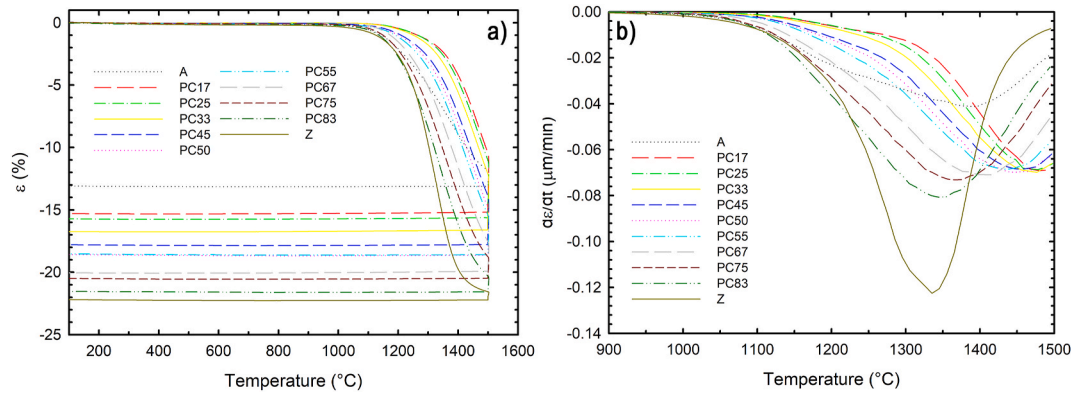 a)
0
-5
-10
-15
-20
-25
200 400 600 800 1000 1200 1400 1600
Temperature (°C)
ε (%)
A
PC17
PC25
PC33
PC45
PC50
PC55
PC67
PC75
PC83
Z
b)
0.00
-0.02
-0.04
-0.06
-0.08
-0.10
-0.12
-0.14
900 1000 1100 1200 1300 1400 1500
Temperature (°C)
αε/ατ (μm/min)
A
PC17
PC25
PC33
PC45
PC50
PC55
PC67
PC75
PC83
Z